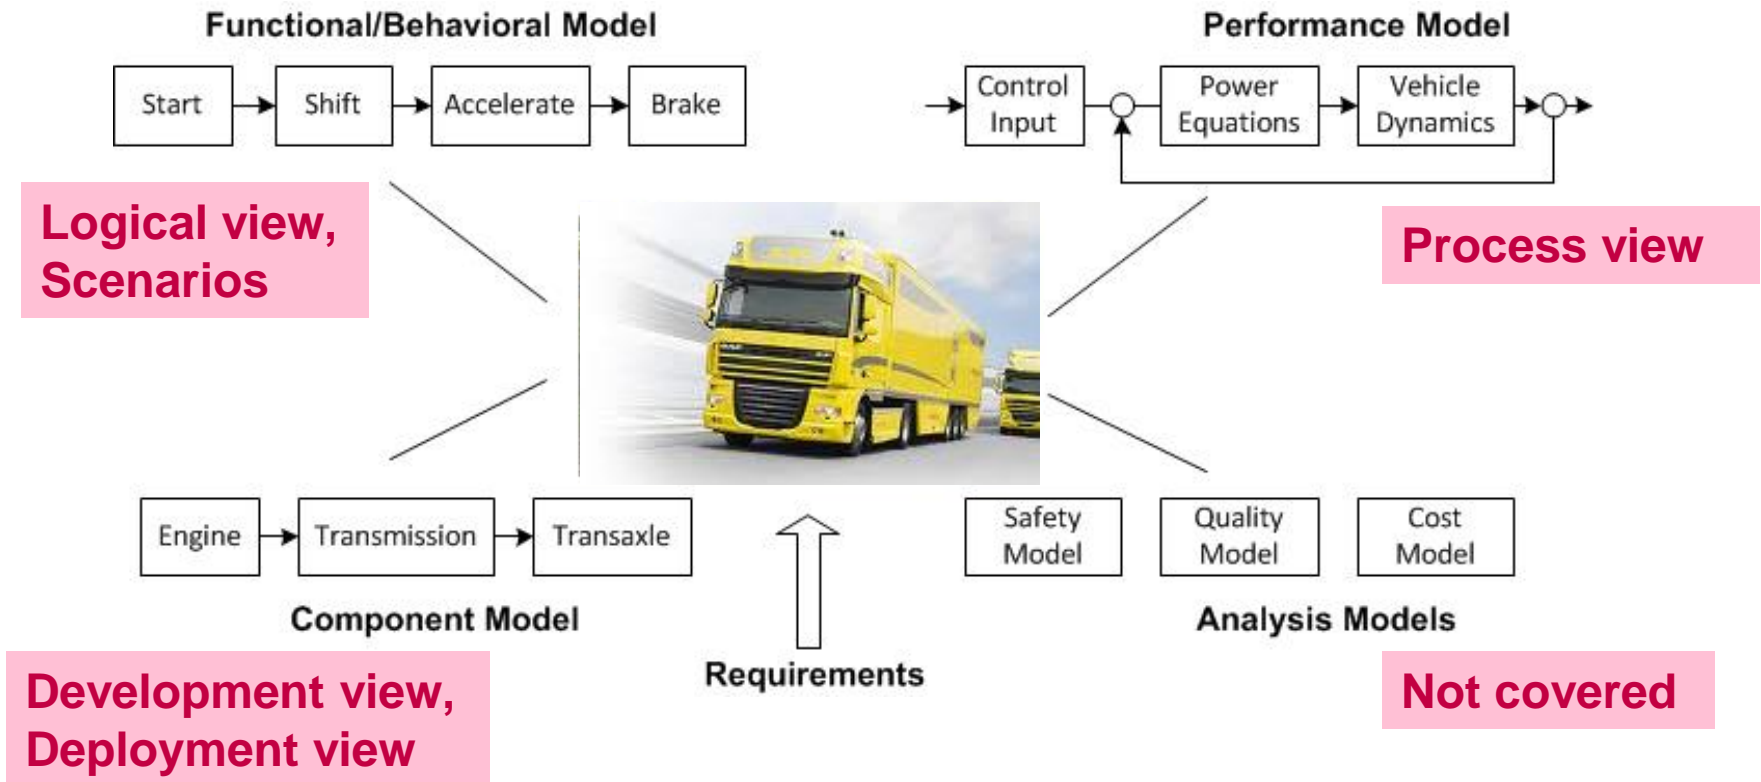 Functional/Behavioral Model
Start
Shift
Accelerate
Brake
Logical view,
Scenarios
Performance Model
Control
Input
Power
Equations
Vehicle
Dynamics
Process view
Engine
Transmission
Transaxle
Component Model
Development view,
Deployment view
Requirements
Safety
Model
Quality
Model
Cost
Model
Analysis Models
Not covered